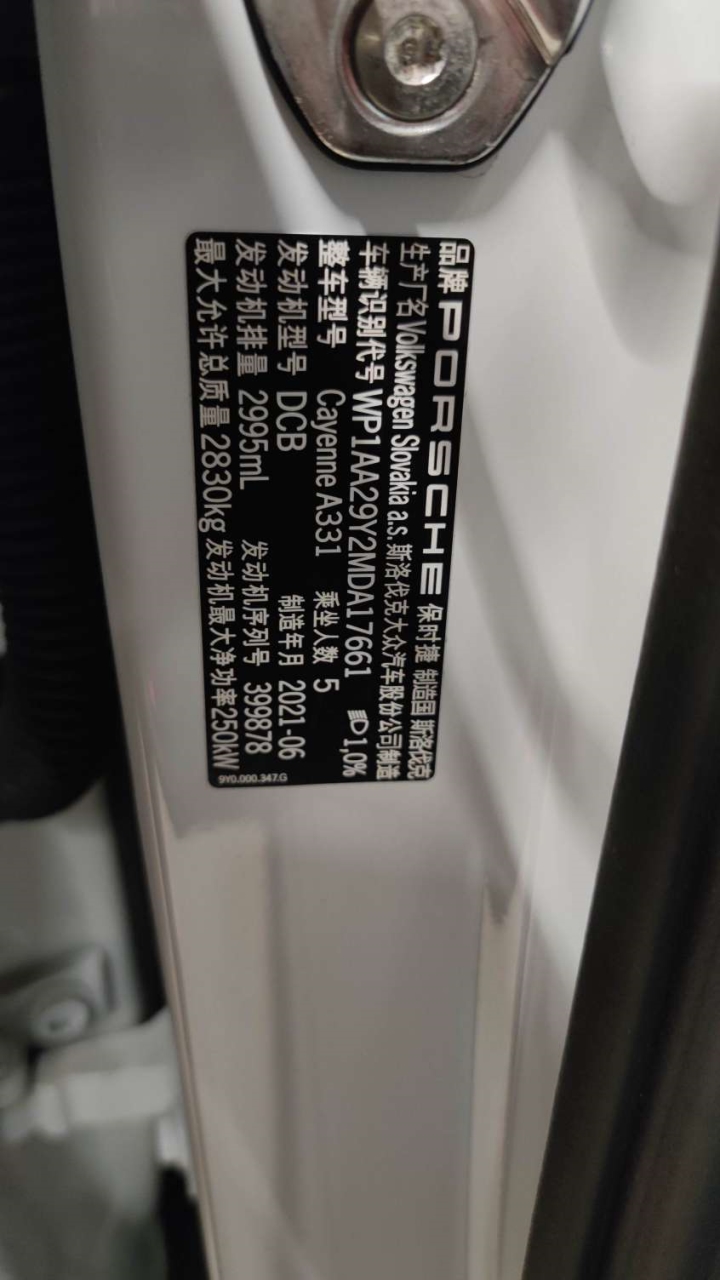 品牌 PORSCHE 保时捷 制造国 斯洛伐克
生产厂名 Volkswagen Slovakia a.s. 斯洛伐克大众汽车股份公司制造
车辆识别代号 WP1AA29Y2MDA17661 1,0%
整车型号 Cayenne A331 乘坐人数 5
发动机型号 DCB 制造年月 2021-06
发动机排量 2995mL 发动机序列号 399878
最大允许总质量 2830kg 发动机最大净功率250kW
9Y0.000.347.G